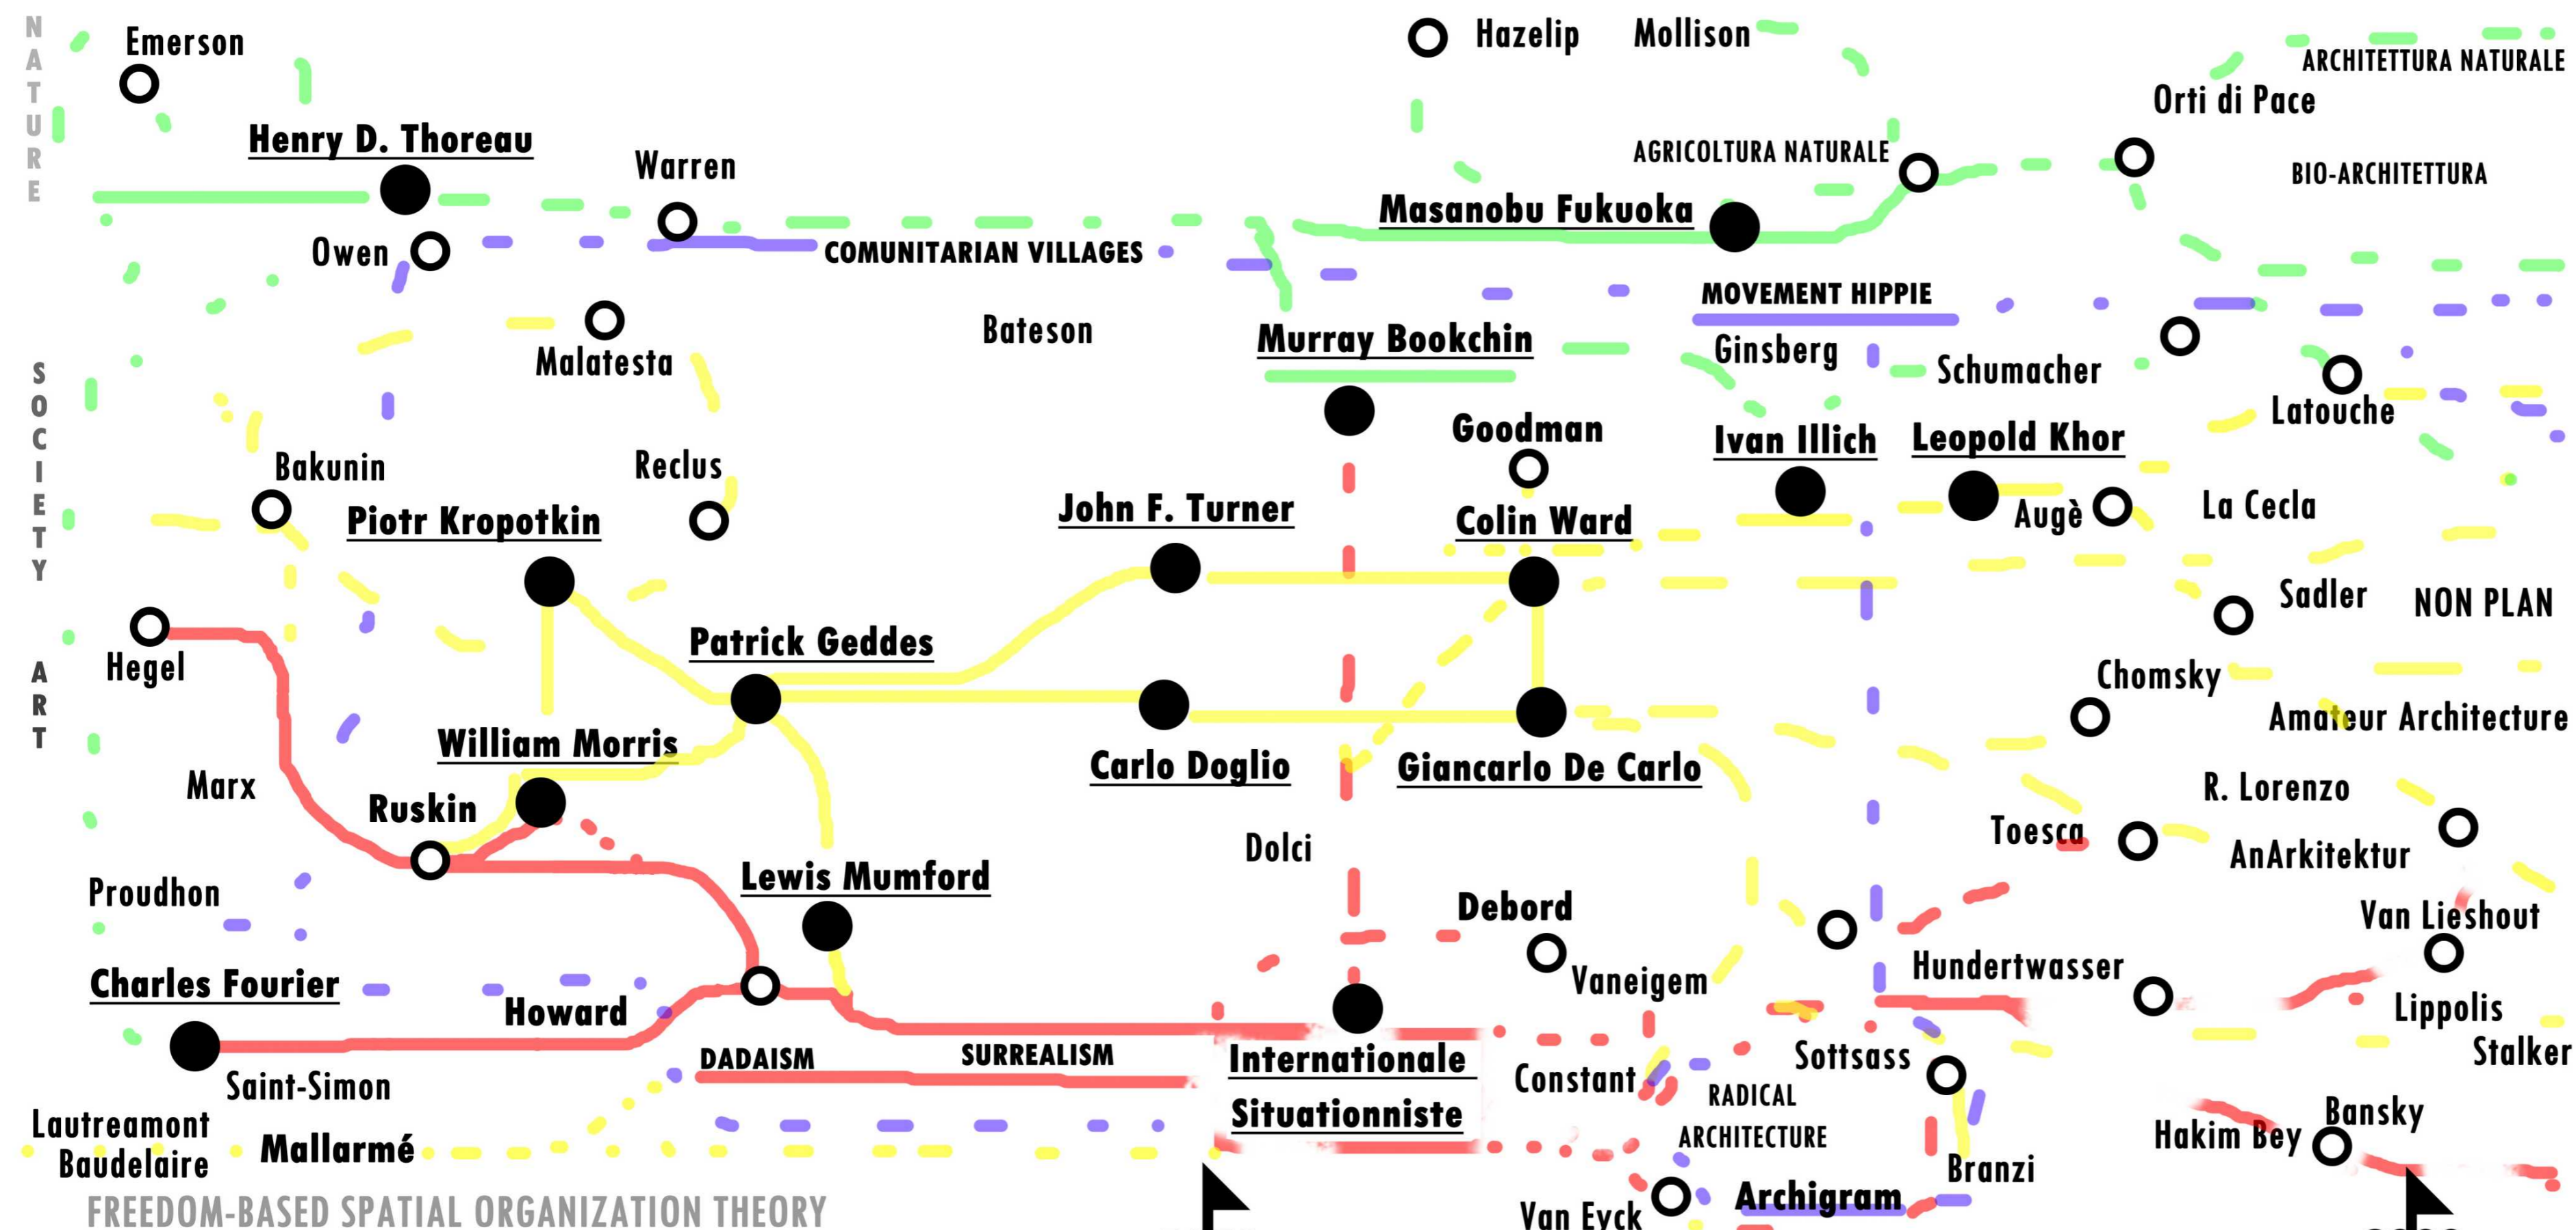 NATURE
SOCIETY
ART
Emerson
Hazelip
Mollison
ARCHITETTURA NATURALE
Orti di Pace
Henry D. Thoreau
Warren
AGRICOLTURA NATURALE
BIO-ARCHITETTURA
Masanobu Fukuoka
Owen
COMUNITARIAN VILLAGES
MOVEMENT HIPPIE
Bateson
Murray Bookchin
Ginsberg
Malatesta
Schumacher
Latouche
Goodman
Ivan Illich
Leopold Khor
Bakunin
Reclus
Piotr Kropotkin
John F. Turner
Colin Ward
Augè
La Cecla
Sadler
NON PLAN
Hegel
Patrick Geddes
Chomsky
Amateur Architecture
William Morris
Carlo Doglio
Giancarlo De Carlo
Marx
Ruskin
R. Lorenzo
Toesca
Dolci
AnArkitektur
Lewis Mumford
Proudhon
Debord
Van Lieshout
Charles Fourier
Vaneigem
Hundertwasser
Howard
Lippolis
DADAISM
SURREALISM
Internationale
Situationniste
Sottsass
Stalker
Saint-Simon
Constant
RADICAL
ARCHITECTURE
Lautreamont
Baudelaire
Mallarmé
Hakim Bey
Bansky
Branzi
Van Eyck
Archigram
FREEDOM-BASED SPATIAL ORGANIZATION THEORY